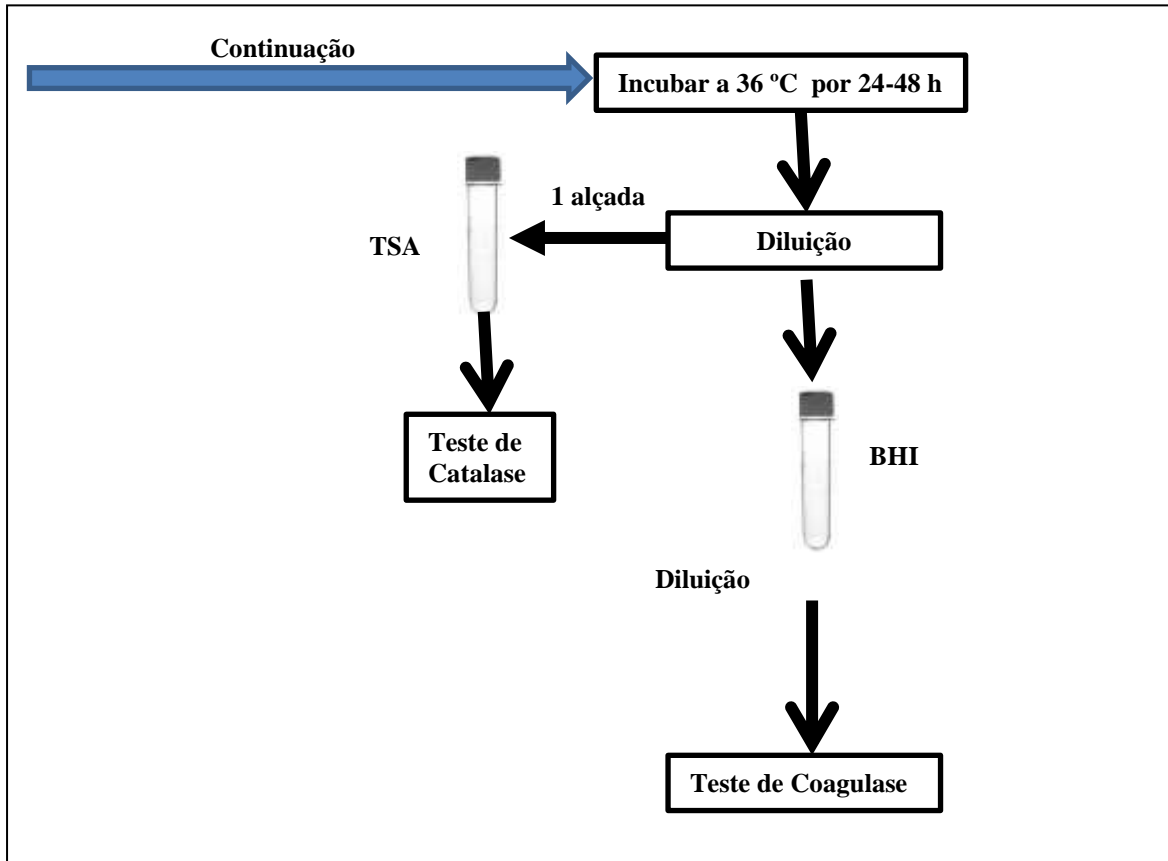 Continuação
Incubar a 36 ºC por 24-48 h
1 alçada
TSA
Diluição
Teste de
Catalase
BHI
Diluição
Teste de Coagulase